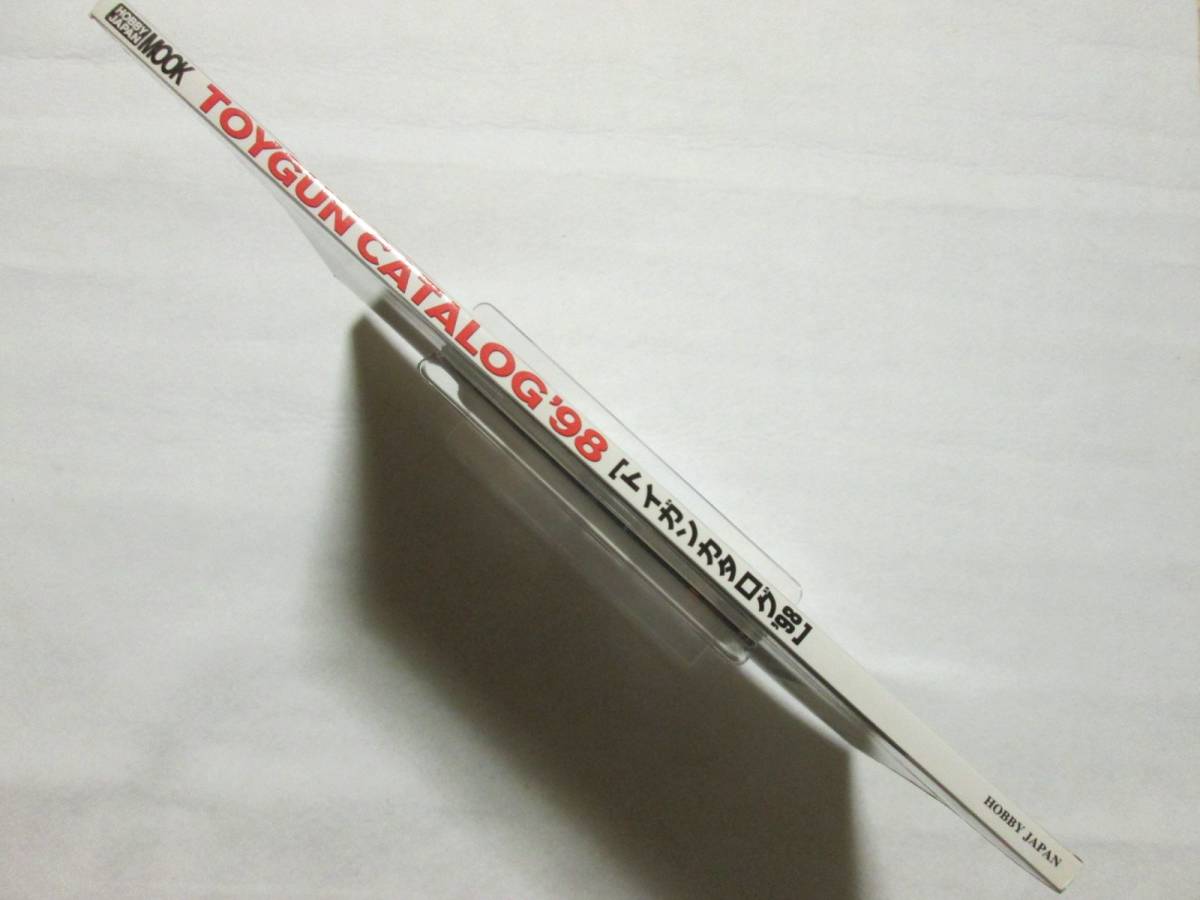 HOBBY
JAPAN
MOOK
TOYGUN CATALOG'98
[トイガンカタログ'98]
HOBBY JAPAN